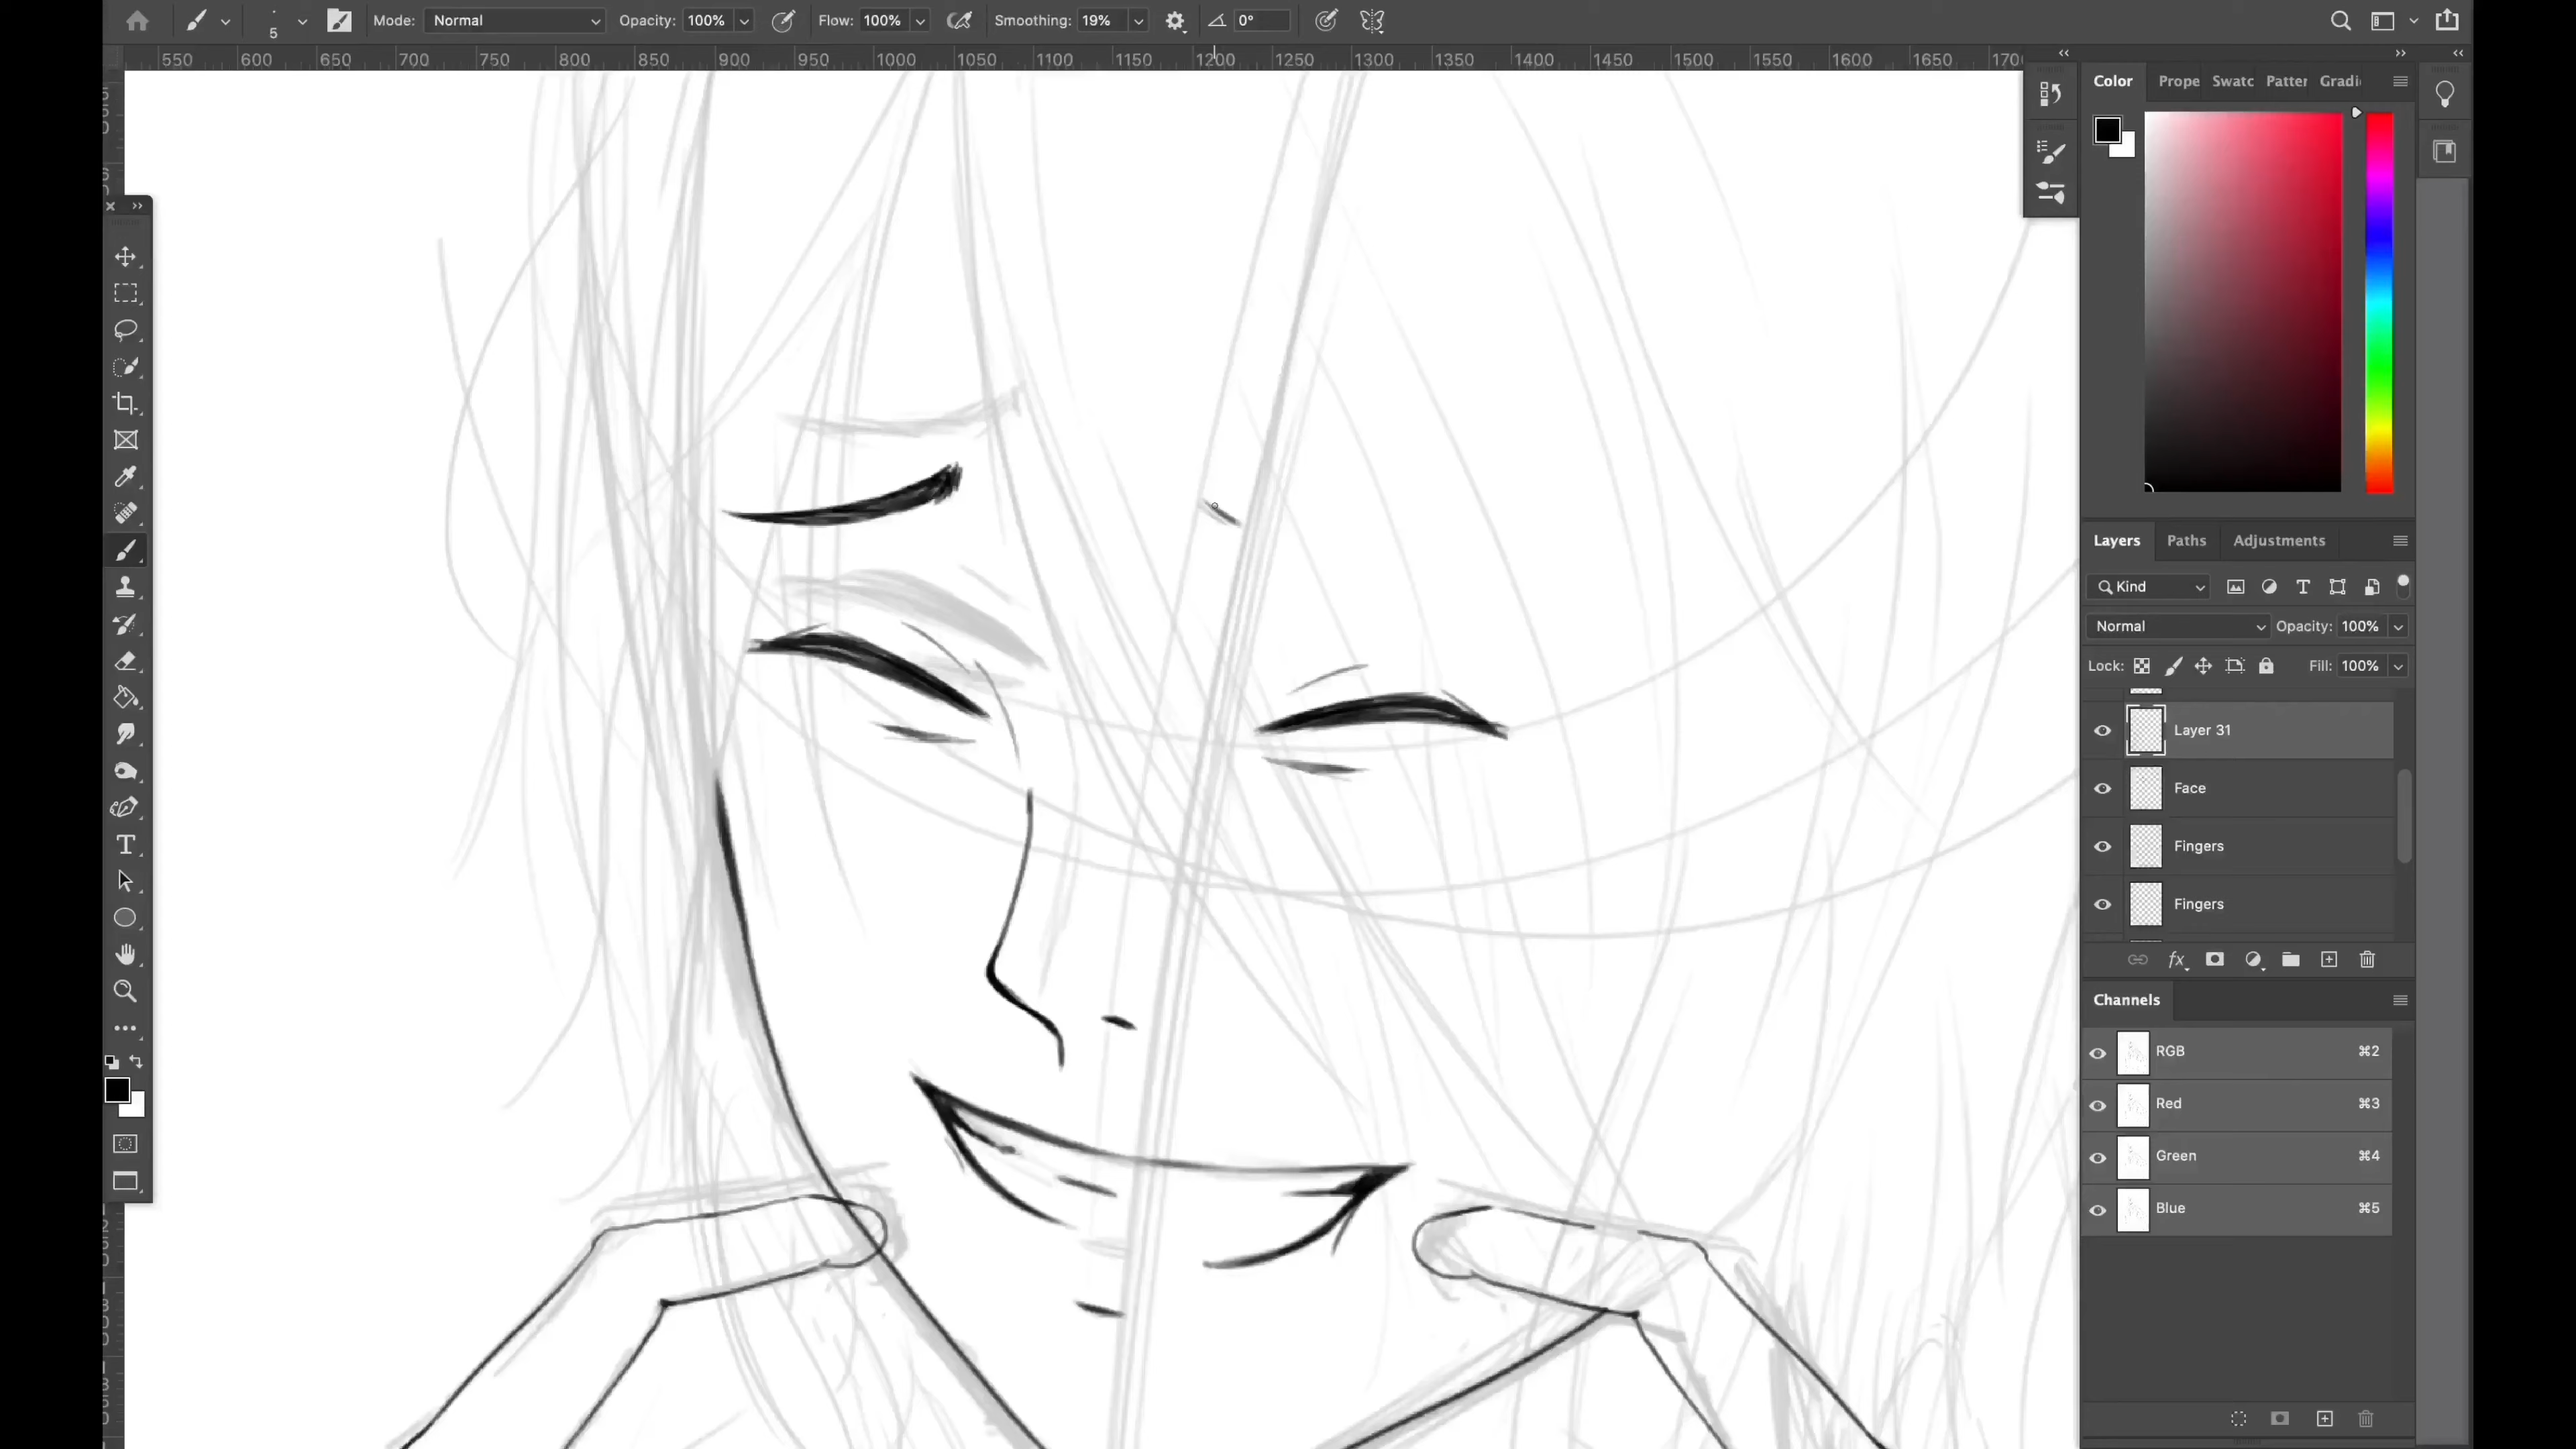 5
Mode: Normal Opacity: 100% Flow: 100% Smoothing: 19% 0°
550 600 650 700 750 800 850 900 950 1000 1050 1100 1150 1200 1250 1300 1350 1400 1450 1500 1550 1600 1650 170
Color Prope Swatc Patter Gradi
Layers Paths Adjustments
Kind
Normal Opacity: 100%
Lock: Fill: 100%
Layer 31
Face
Fingers
Fingers
fx
Channels
RGB ⌘2
Red ⌘3
Green ⌘4
Blue ⌘5